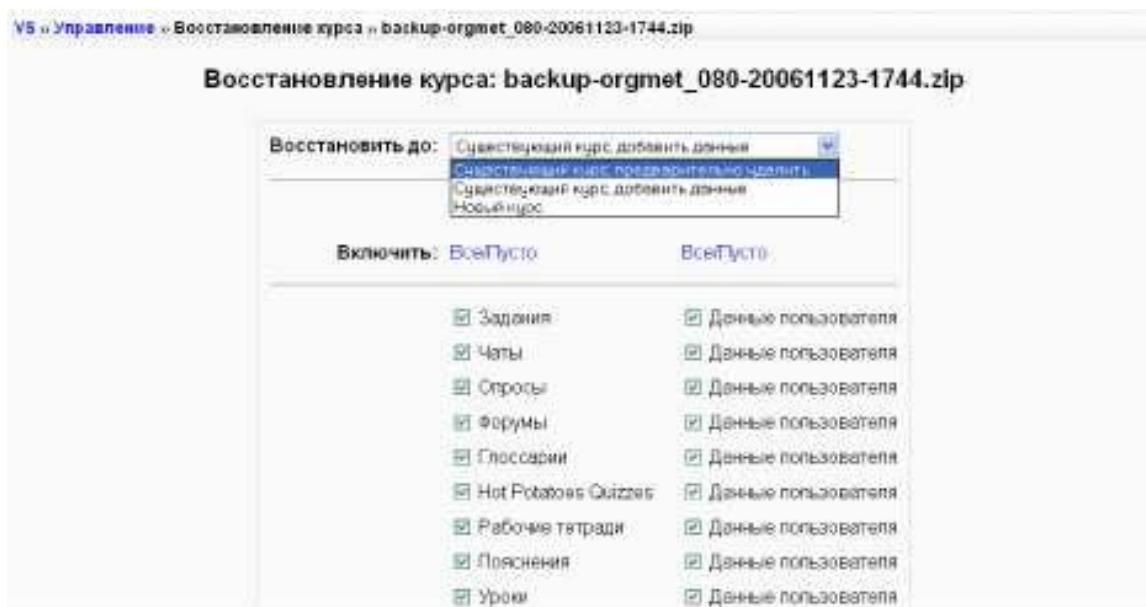 V5 » Управление » Восстановление курса » backup-orgmet_080-20061123-1744.zip
Восстановление курса: backup-orgmet_080-20061123-1744.zip
Восстановить до: Существующий курс, добавить данные
Существующий курс, предварительно удалить
Существующий курс, добавить данные
Новый курс
Включить: Все/Пусто Все/Пусто
Задания Данные пользователя
Чаты Данные пользователя
Опросы Данные пользователя
Форумы Данные пользователя
Глоссарии Данные пользователя
Hot Potatoes Quizzes Данные пользователя
Рабочие тетради Данные пользователя
Пояснения Данные пользователя
Уроки Данные пользователя